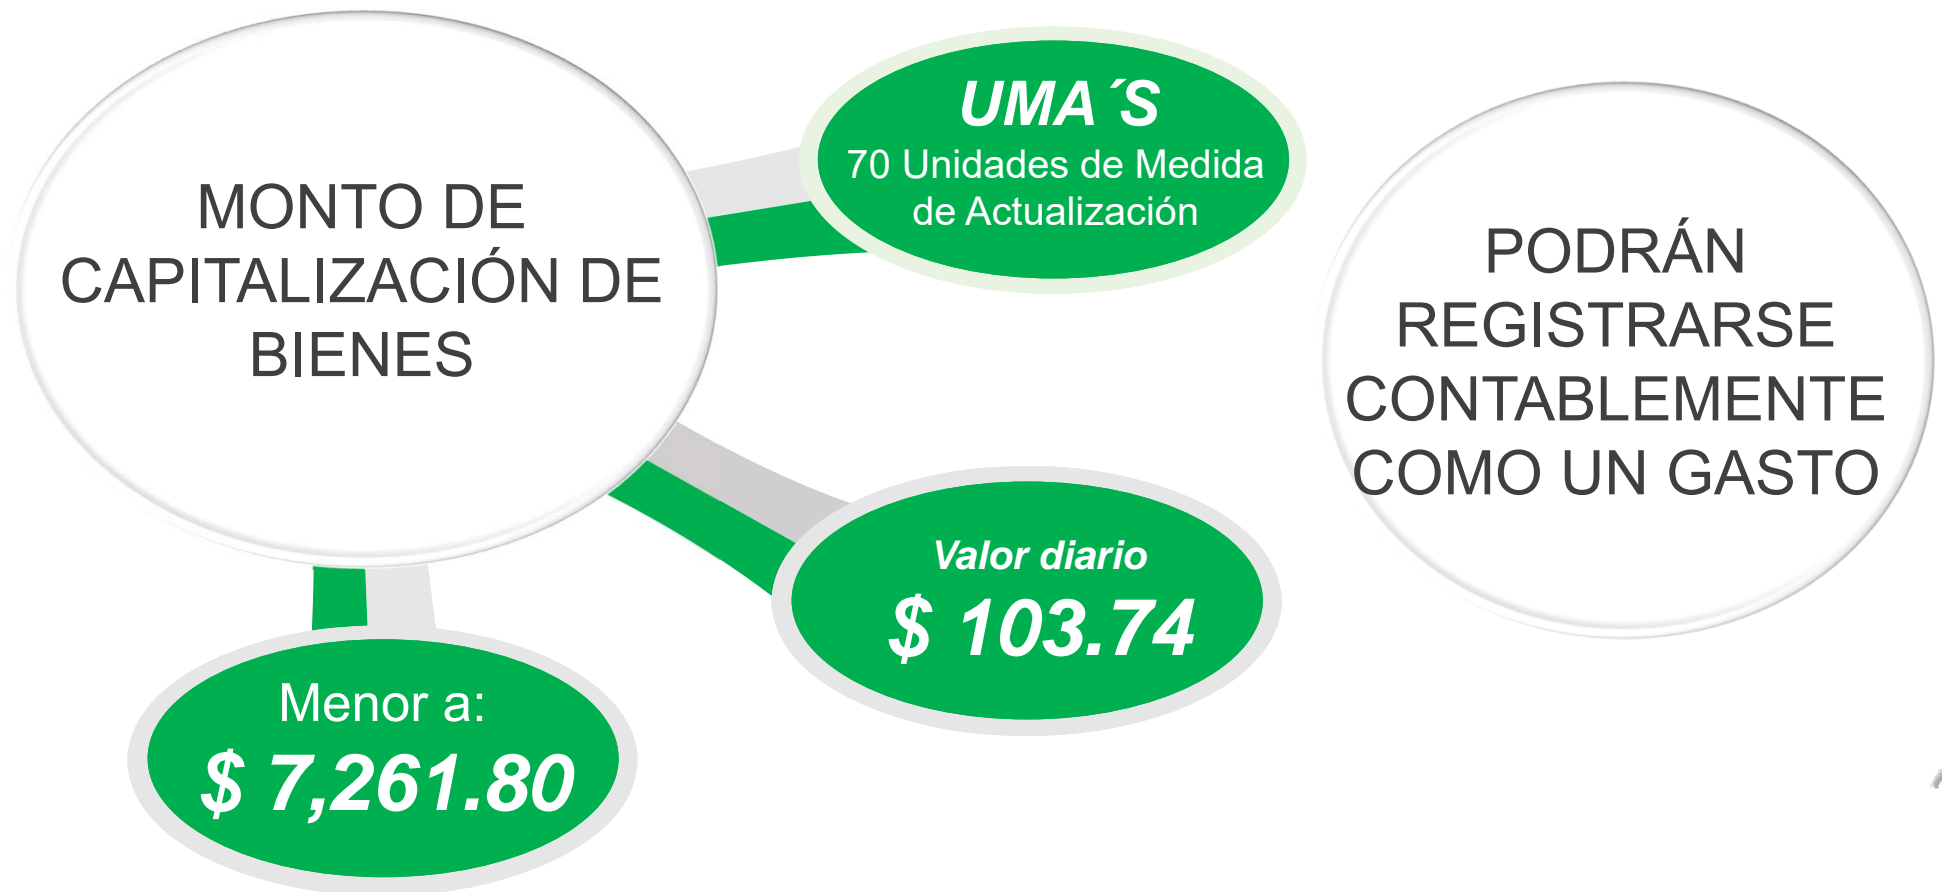 MONTO DE
CAPITALIZACIÓN DE
BIENES
UMA´S
70 Unidades de Medida
de Actualización
Valor diario
$ 103.74
Menor a:
$ 7,261.80
PODRÁN
REGISTRARSE
CONTABLEMENTE
COMO UN GASTO